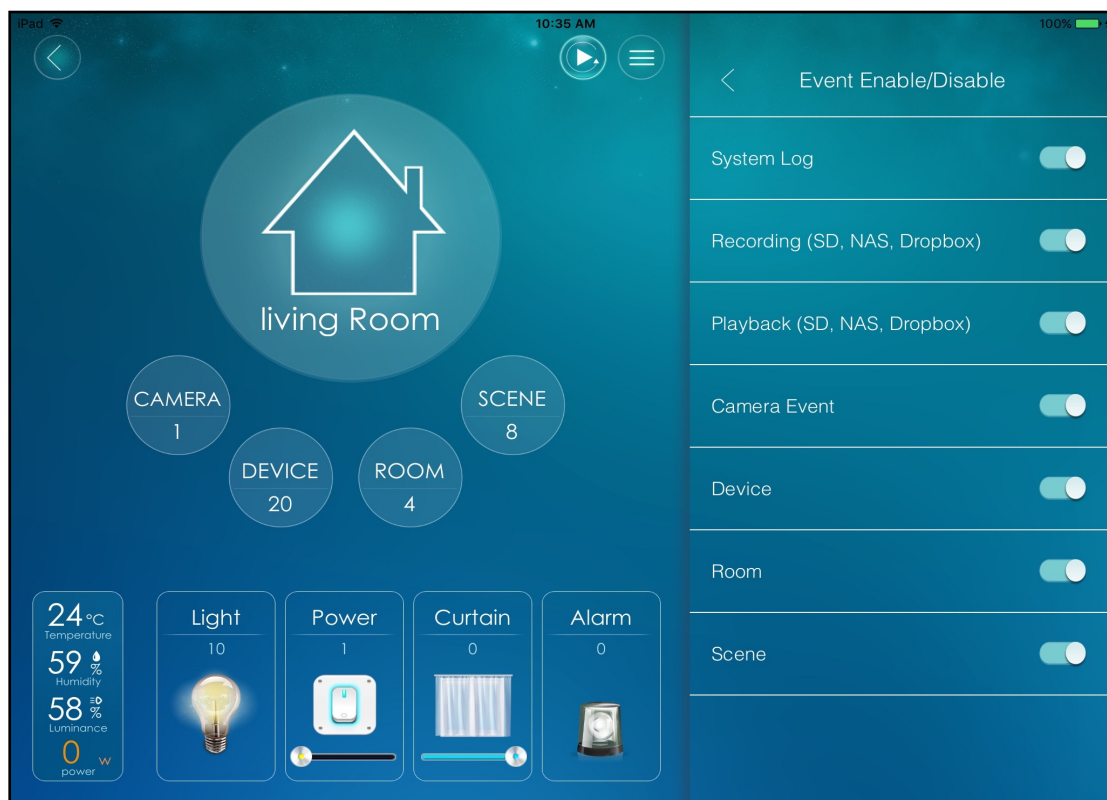 iPad 10:35 AM 100%
living Room
CAMERA
1
DEVICE
20
ROOM
4
SCENE
8
24 °C
Temperature
59 %
Humidity
58 %
Luminance
0 w
power
Light
10
Power
1
Curtain
0
Alarm
0
Event Enable/Disable
System Log
Recording (SD, NAS, Dropbox)
Playback (SD, NAS, Dropbox)
Camera Event
Device
Room
Scene